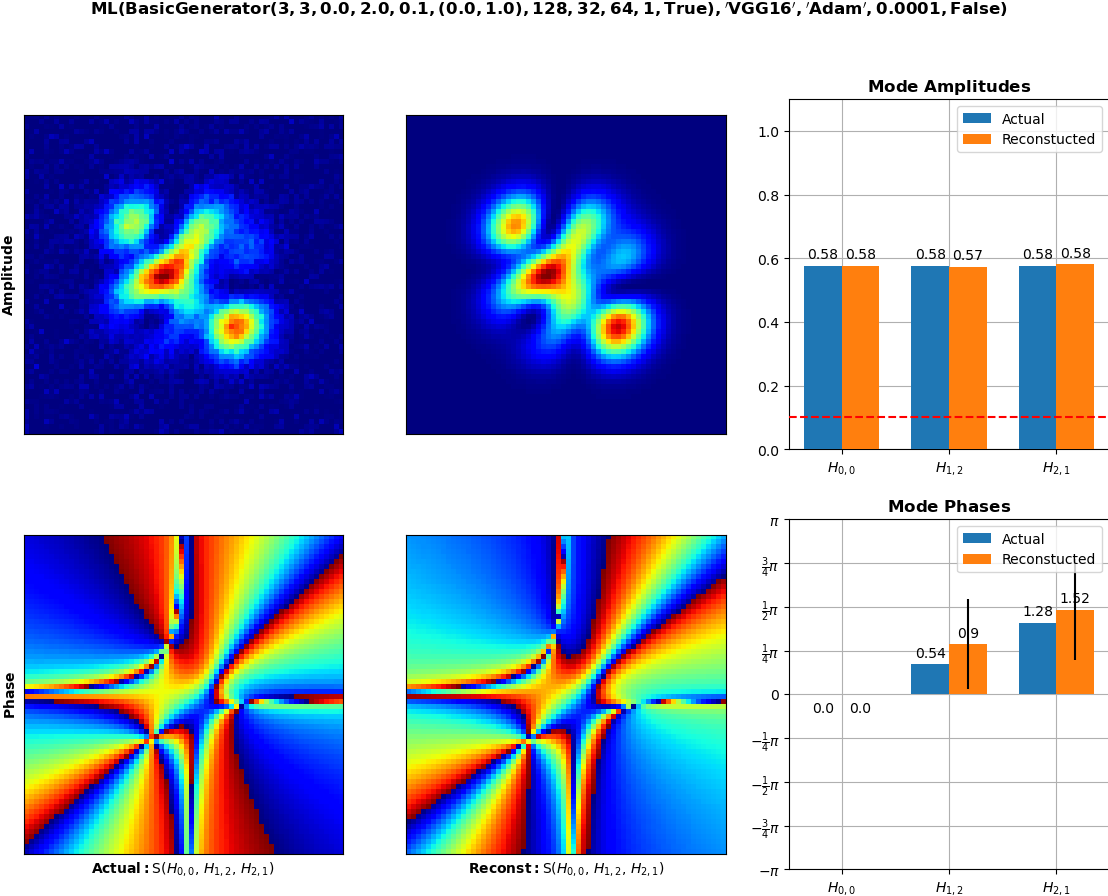 ML(BasicGenerator(3, 3, 0.0, 2.0, 0.1, (0.0, 1.0), 128, 32, 64, 1, True), ′VGG16′, ′Adam′, 0.0001, False)
Amplitude
Mode Amplitudes
Actual
Reconstucted
1.0
0.8
0.6
0.4
0.2
0.0
0.58 0.58
0.58 0.57
0.58 0.58
H0,0 H1,2 H2,1
Phase
Actual: S(H0,0, H1,2, H2,1)
Reconst: S(H0,0, H1,2, H2,1)
Mode Phases
Actual
Reconstucted
π
3/4π
1/2π
1/4π
0
−1/4π
−1/2π
−3/4π
−π
0.0 0.0
0.54 0.9
1.28 1.52
H0,0 H1,2 H2,1